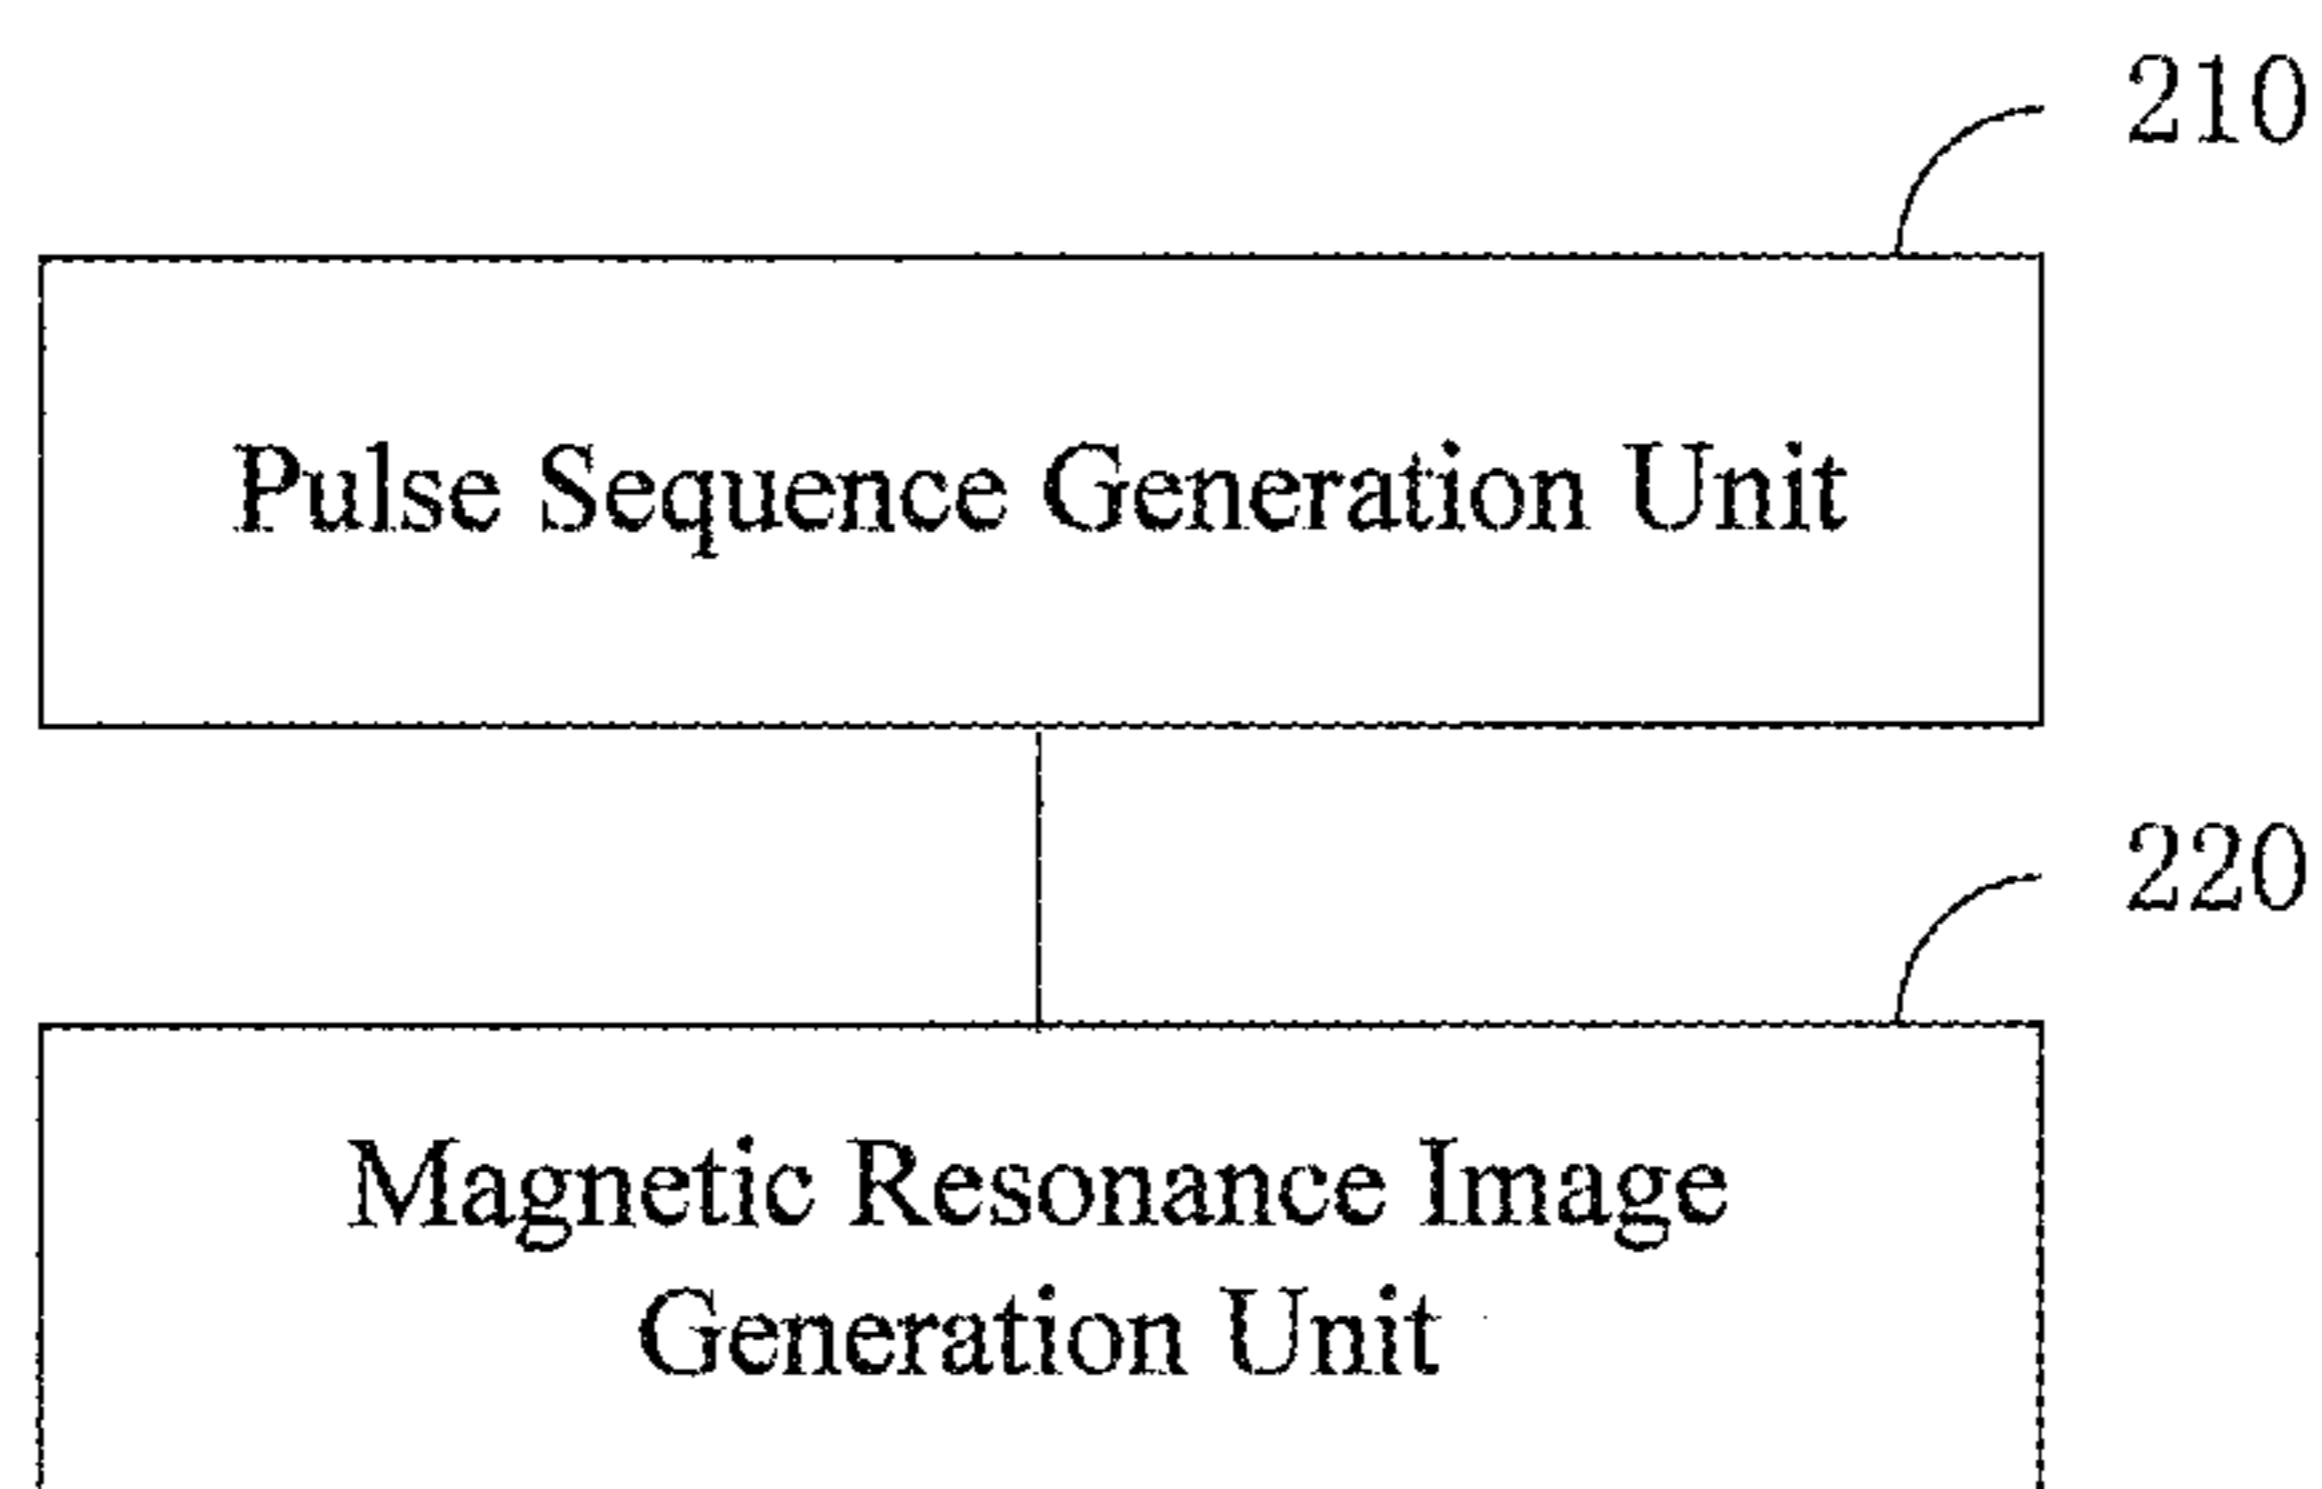 210
Pulse Sequence Generation Unit
220
Magnetic Resonance Image
Generation Unit